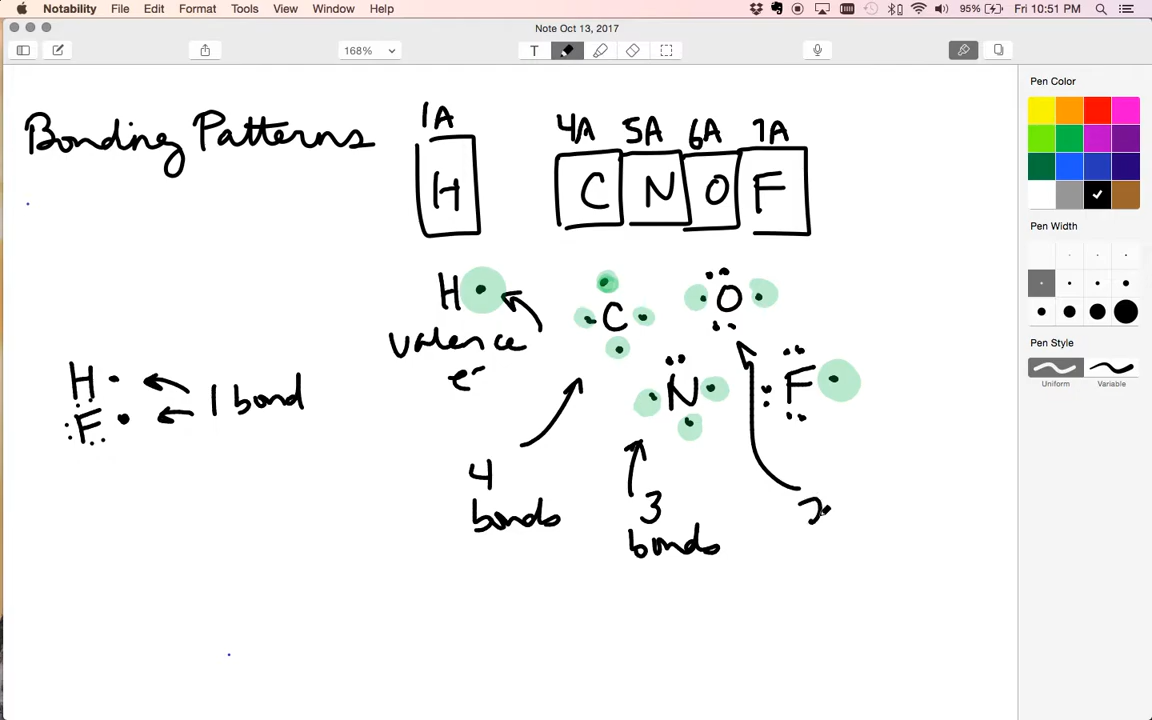 Notability File Edit Format Tools View Window Help 95% Fri 10:51 PM
Note Oct 13, 2017
168%
T
Bonding Patterns
1A 4A 5A 6A 7A
H C N O F
H C O
valence
e-
N F
H
F
1 bond
4
bonds
3
bonds
2
Pen Color
Pen Width
Pen Style
Uniform Variable